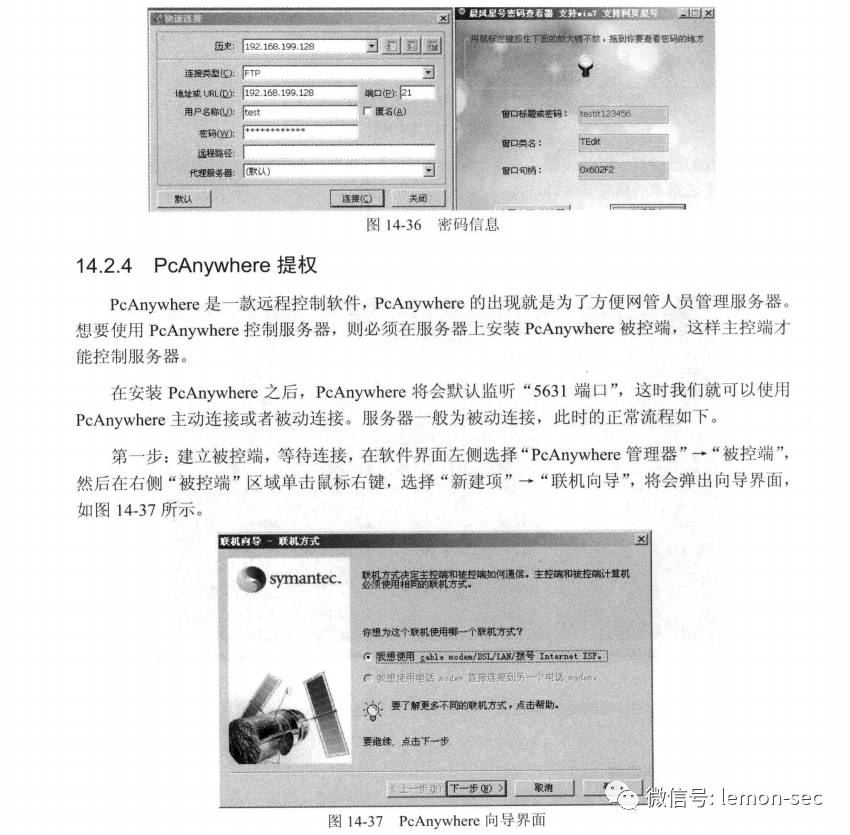 快速连接
历史: 192.168.199.128
连接类型(C): FTP
地址或 URL(D): 192.168.199.128 端口(P): 21
用户名称(U): test 匿名(A)
密码(W): ************
远程路径:
代理服务器: (默认)
默认 连接(C) 关闭
晨风星号密码查看器 支持win7 支持网页星号
用鼠标左键按住下面的放大镜不放,拖到你要查看密码的地方
窗口标题或密码: testit123456
窗口类名: TEdit
窗口句柄: 0x602F2
图 14-36 密码信息
14.2.4 PcAnywhere 提权
PcAnywhere 是一款远程控制软件,PcAnywhere 的出现就是为了方便网管人员管理服务器。
想要使用 PcAnywhere 控制服务器,则必须在服务器上安装 PcAnywhere 被控端,这样主控端才
能控制服务器。
在安装 PcAnywhere 之后,PcAnywhere 将会默认监听“5631 端口”,这时我们就可以使用
PcAnywhere 主动连接或者被动连接。服务器一般为被动连接,此时的正常流程如下。
第一步:建立被控端,等待连接,在软件界面左侧选择“PcAnywhere 管理器”→“被控端”,
然后在右侧“被控端”区域单击鼠标右键,选择“新建项”→“联机向导”,将会弹出向导界面,
如图 14-37 所示。
联机向导 - 联机方式
symantec.
联机方式决定主控端和被控端如何通信。主控端和被控端计算机
必须使用相同的联机方式。
你想为这个联机使用哪一个联机方式?
我想使用 cable modem/DSL/LAN/拨号 Internet ISP。
我想使用电话 modem 直接连接到另一个电话 modem。
要了解更多不同的联机方式,点击帮助。
要继续, 点击下一步.
<上一步(B) 下一步(N)> 取消
微信号: lemon-sec
图 14-37 PcAnywhere 向导界面